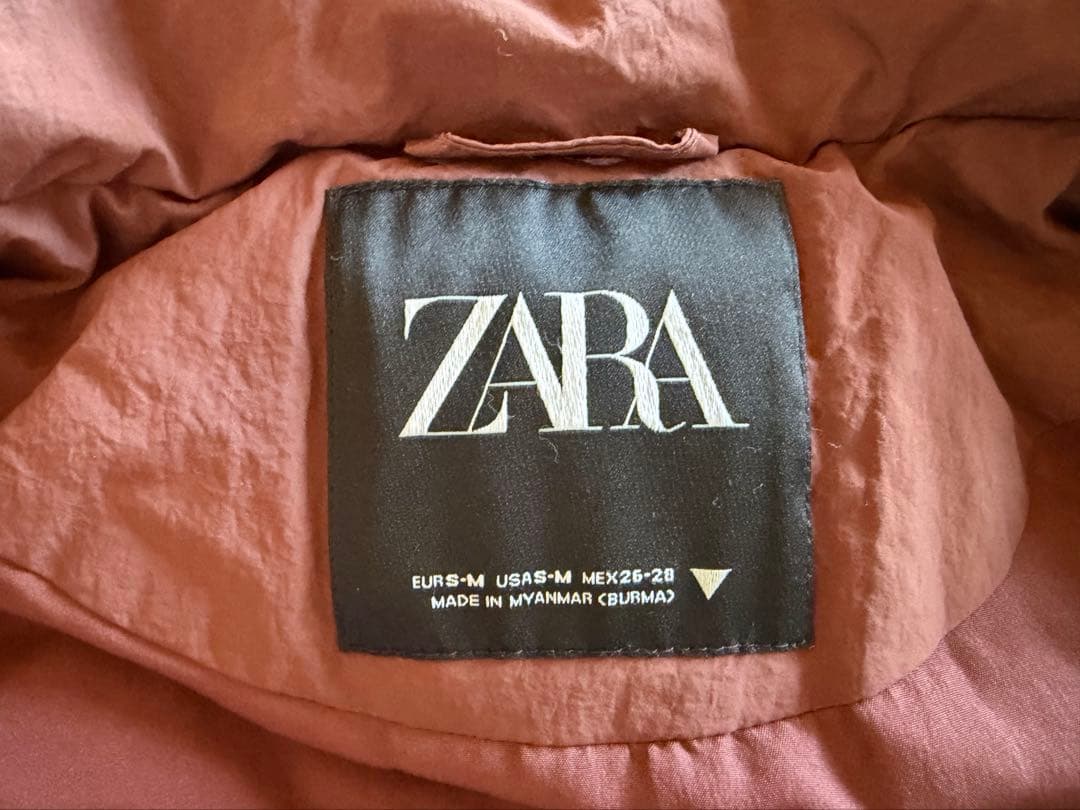 ZARA
EUR S-M USA S-M MEX 26-28
MADE IN MYANMAR (BURMA)